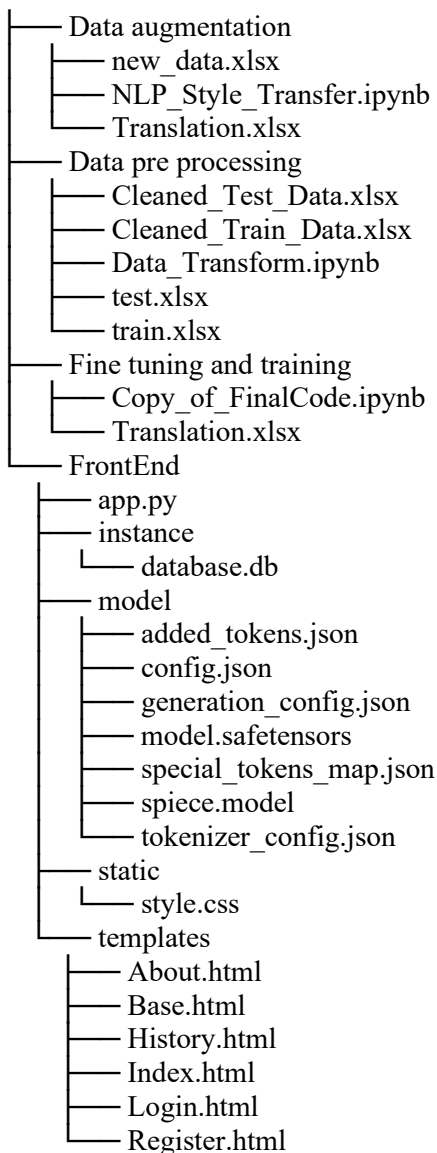 Data augmentation
new_data.xlsx
NLP_Style_Transfer.ipynb
Translation.xlsx
Data pre processing
Cleaned_Test_Data.xlsx
Cleaned_Train_Data.xlsx
Data_Transform.ipynb
test.xlsx
train.xlsx
Fine tuning and training
Copy_of_FinalCode.ipynb
Translation.xlsx
FrontEnd
app.py
instance
database.db
model
added_tokens.json
config.json
generation_config.json
model.safetensors
special_tokens_map.json
spiece.model
tokenizer_config.json
static
style.css
templates
About.html
Base.html
History.html
Index.html
Login.html
Register.html